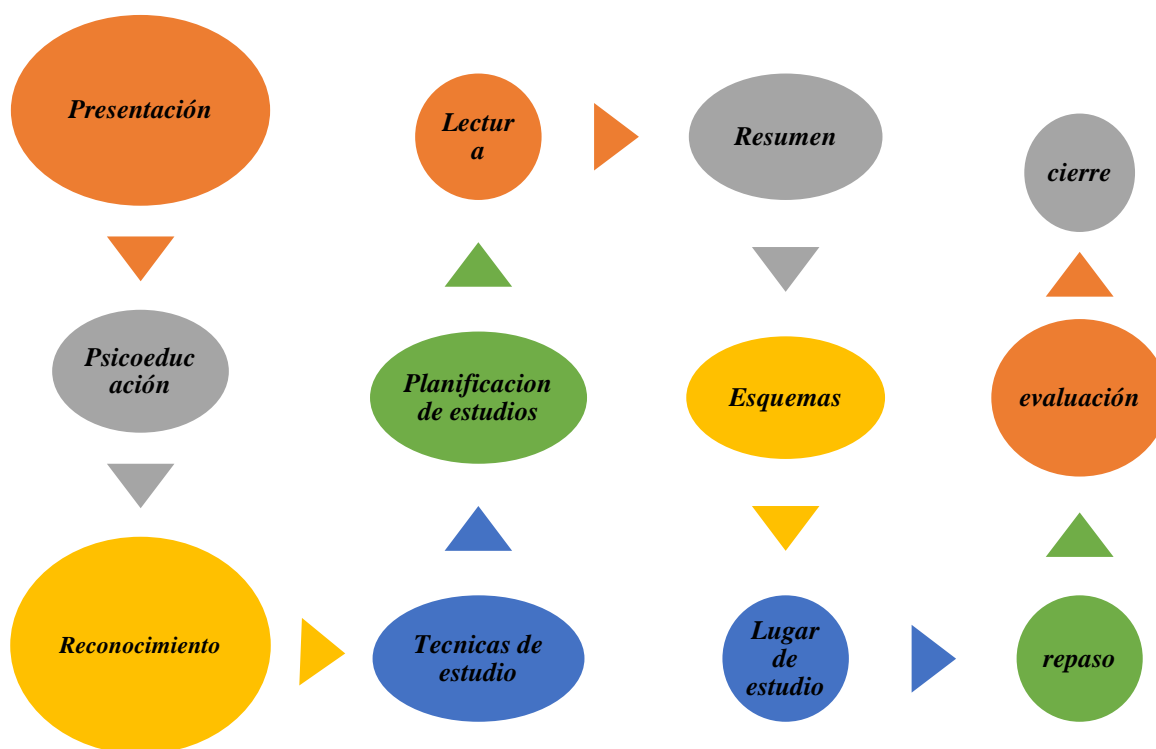 Presentación
Psicoeduc
ación
Reconocimiento
Tecnicas de
estudio
Planificacion
de estudios
Lectur
a
Resumen
Esquemas
Lugar
de
estudio
repaso
evaluación
cierre